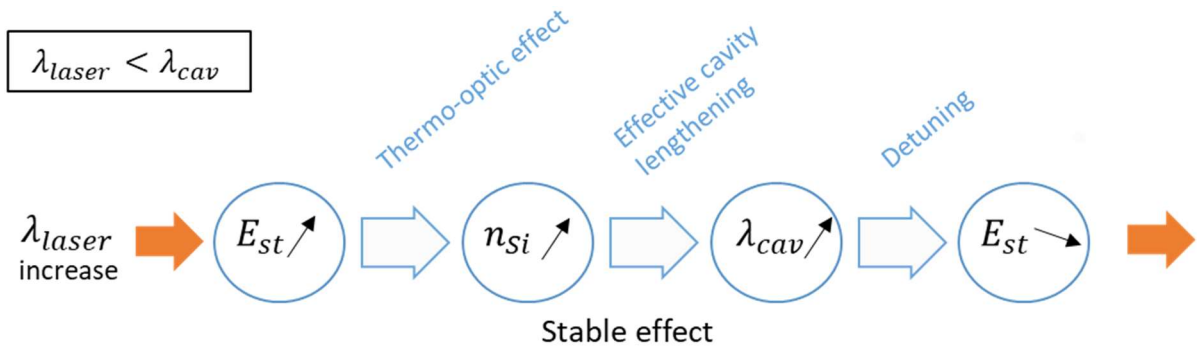 λ_laser < λ_cav
Thermo-optic effect
Effective cavity
lengthening
Detuning
λ_laser
increase
E_st ↗
n_Si ↗
λ_cav ↗
E_st ↘
Stable effect